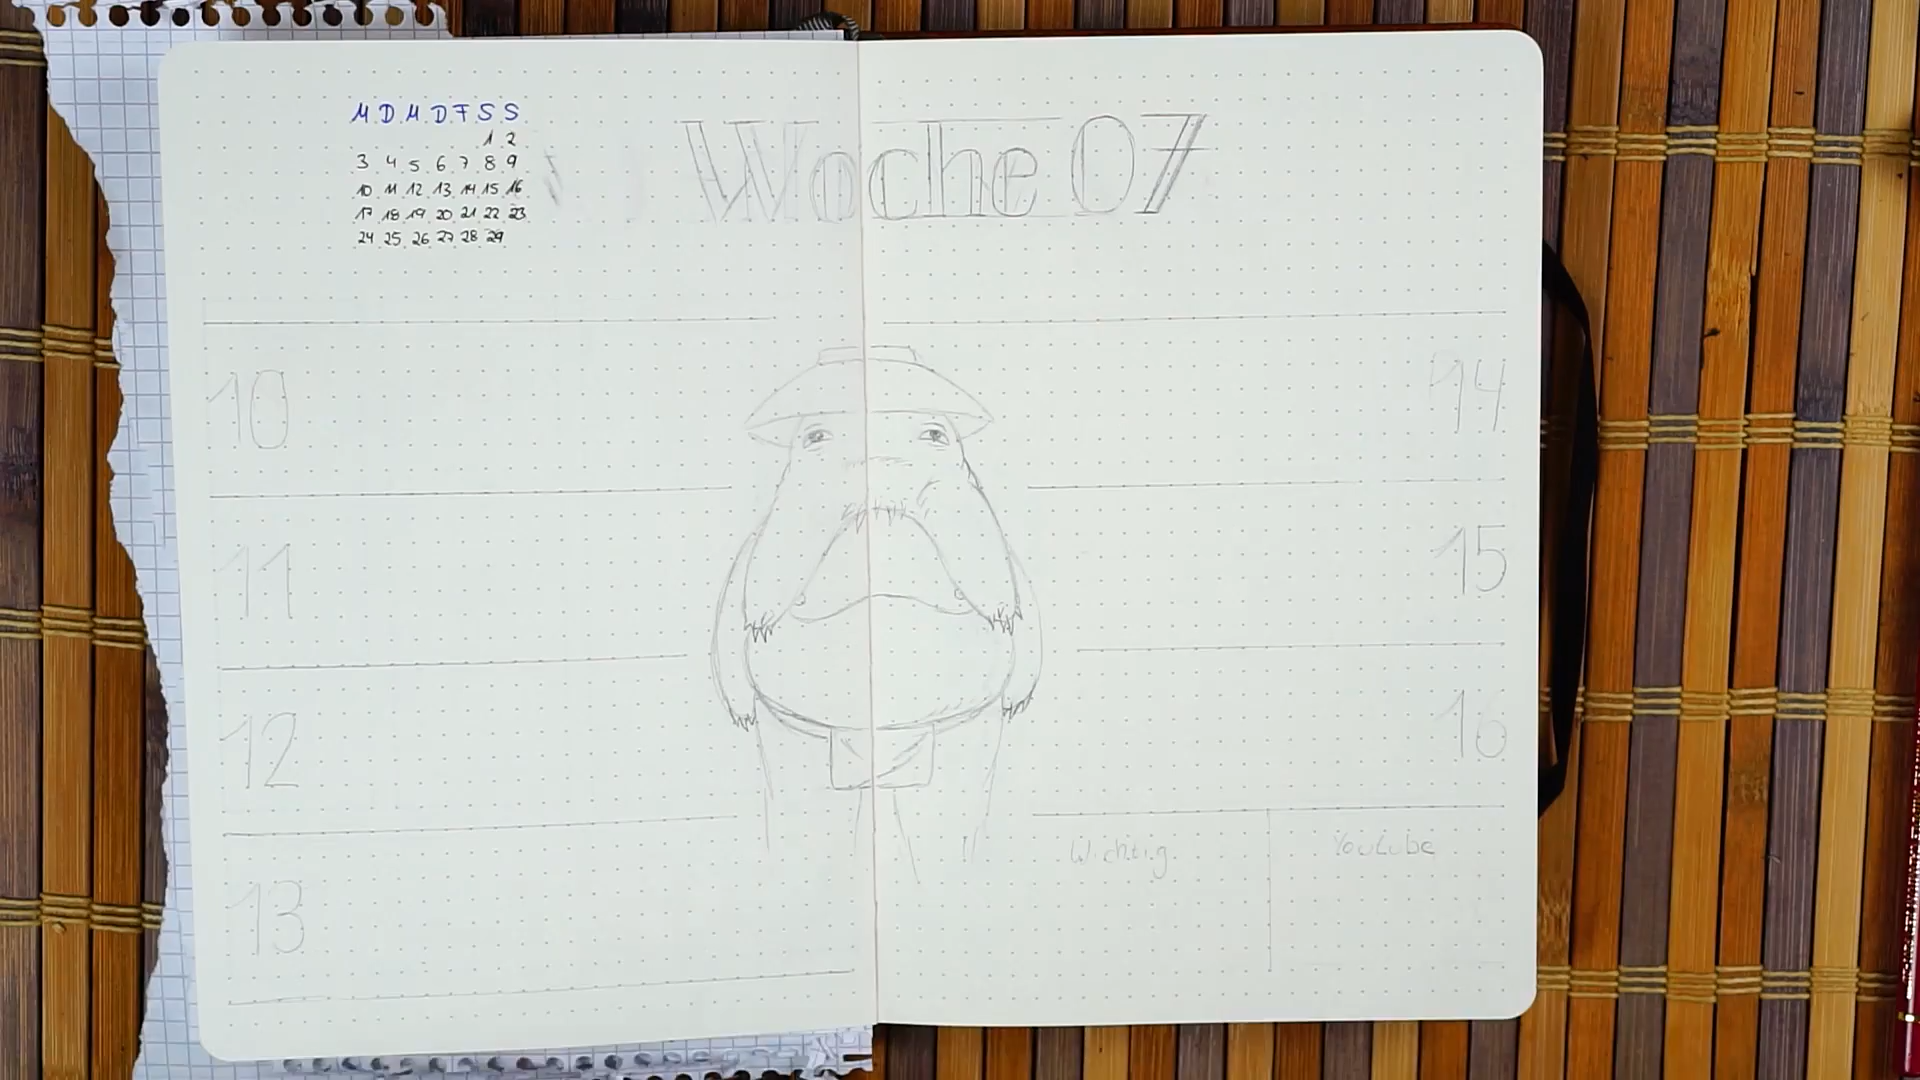 M D M D F S S
1 2
3 4 5 6 7 8 9
10 11 12 13 14 15 16
17 18 19 20 21 22 23
24 25 26 27 28 29
Woche 07
10
11
12
13
14
15
16
Wichtig
YouTube